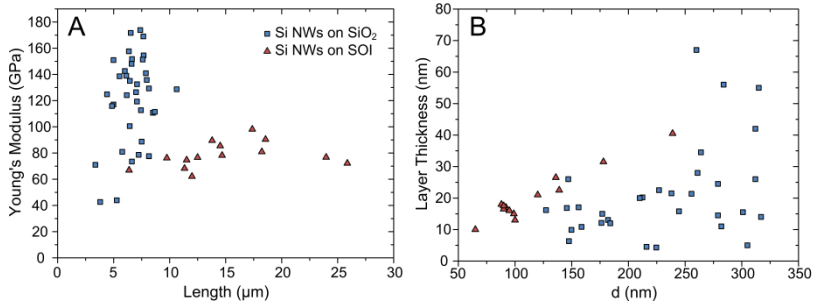 A
Si NWs on SiO₂
Si NWs on SOI
Young's Modulus (GPa)
180
160
140
120
100
80
60
40
20
0
0 5 10 15 20 25 30
Length (μm)
B
Layer Thickness (nm)
80
70
60
50
40
30
20
10
0
50 100 150 200 250 300 350
d (nm)